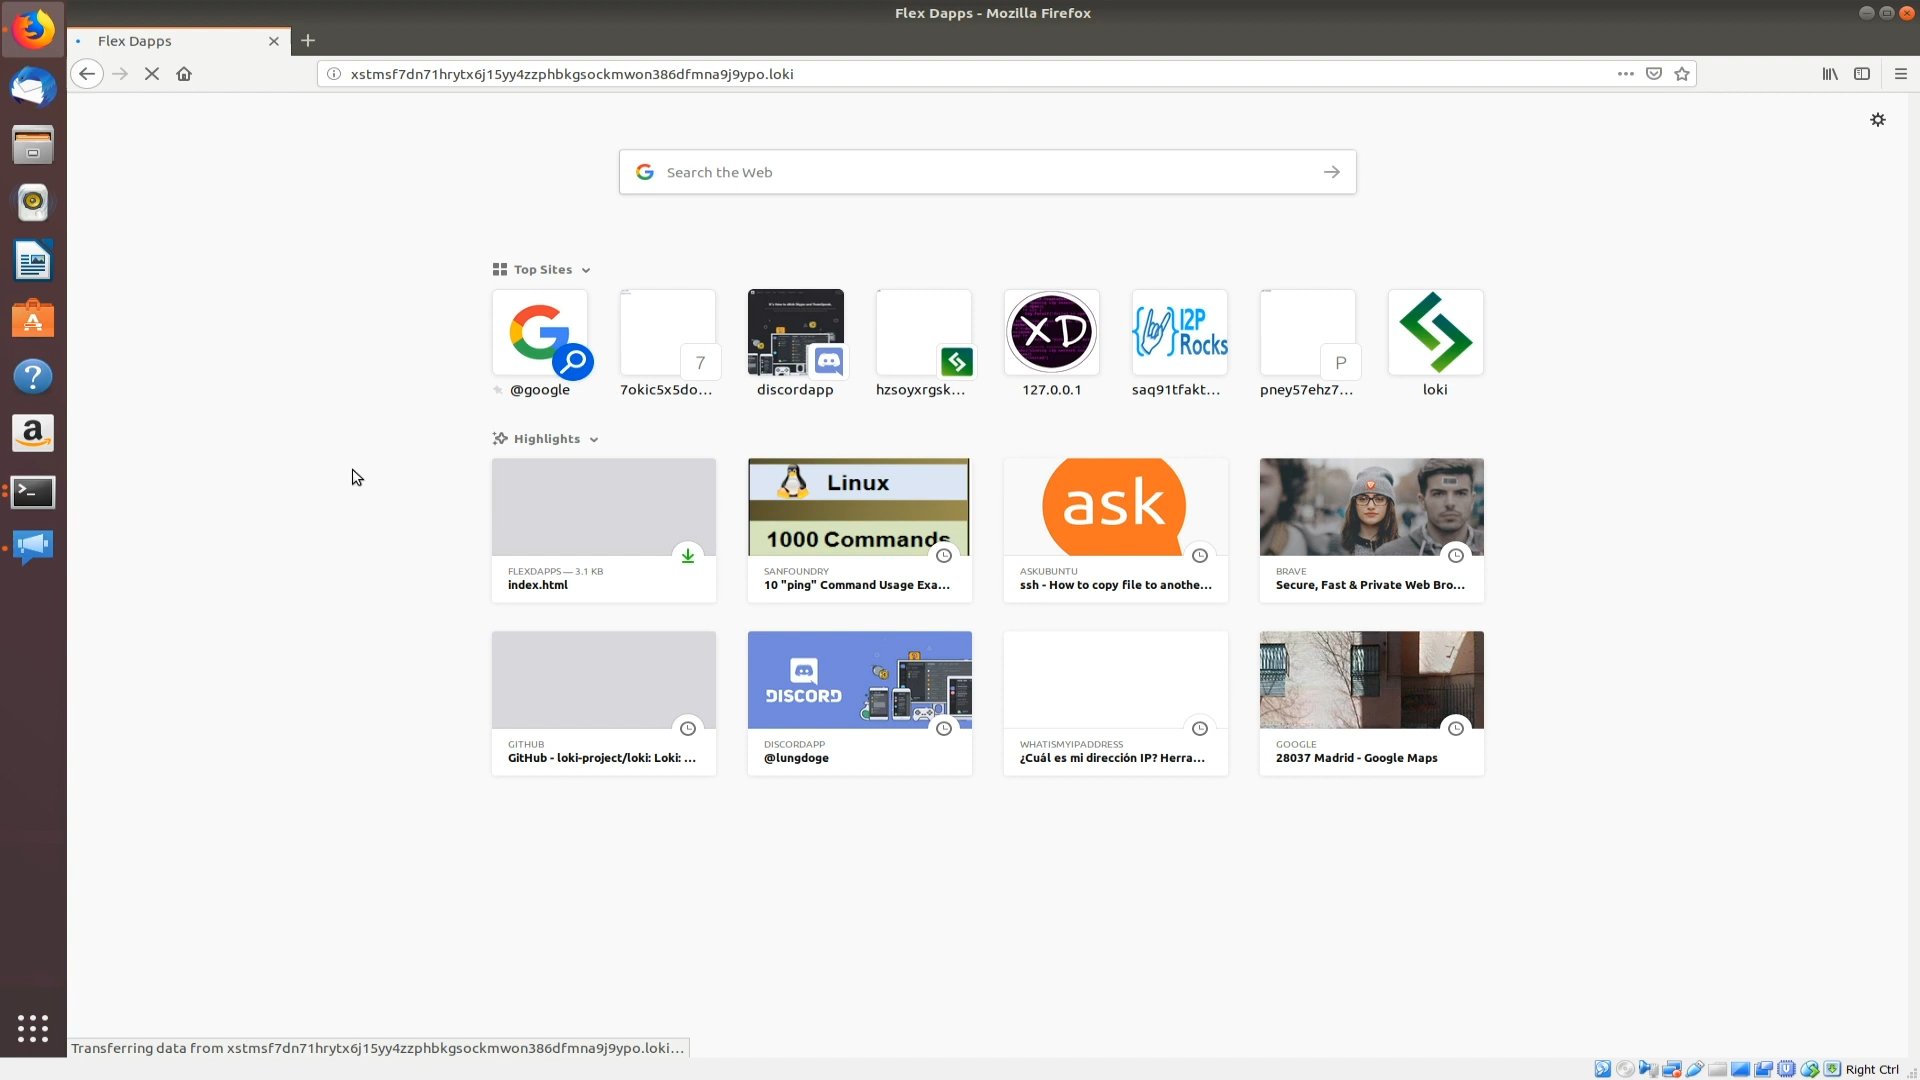 Flex Dapps - Mozilla Firefox
Flex Dapps
xstmsf7dn71hrytx6j15yy4zzphbkgsockmwon386dfmna9j9ypo.loki
Search the Web
Top Sites
7
P
XD
{ }I2P Rocks
@google
7okic5x5do...
discordapp
hzsoyxrgsk...
127.0.0.1
saq91tfakt...
pney57ehz7...
loki
Highlights
Linux
1000 Commands
ask
FLEXDAPPS — 3.1 KB
index.html
SANFOUNDRY
10 "ping" Command Usage Exa...
ASKUBUNTU
ssh - How to copy file to anothe...
BRAVE
Secure, Fast & Private Web Bro...
DISCORD
GITHUB
GitHub - loki-project/loki: Loki: ...
DISCORDAPP
@lungdoge
WHATISMYIPADDRESS
¿Cuál es mi dirección IP? Herra...
GOOGLE
28037 Madrid - Google Maps
Transferring data from xstmsf7dn71hrytx6j15yy4zzphbkgsockmwon386dfmna9j9ypo.loki...
Right Ctrl